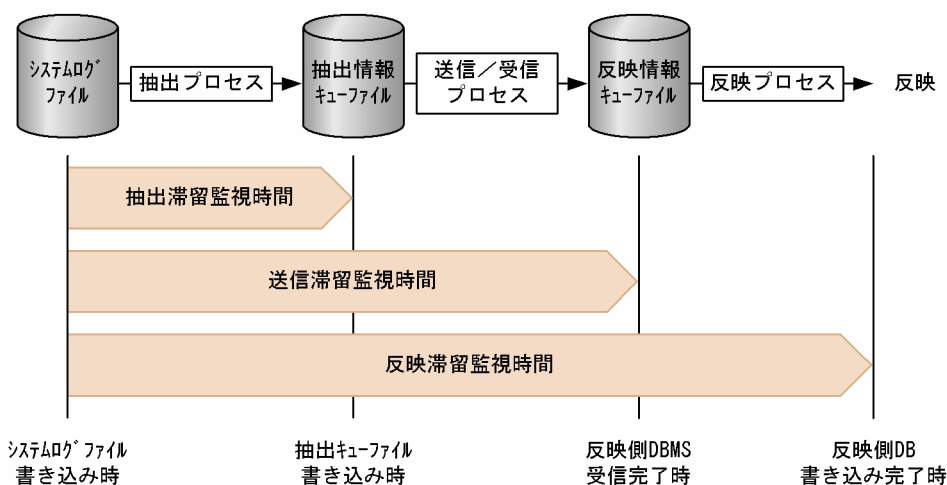 ｼｽﾃﾑﾛｸﾞ
ﾌｧｲﾙ
抽出プロセス
抽出情報
ｷｭｰﾌｧｲﾙ
送信／受信
プロセス
反映情報
ｷｭｰﾌｧｲﾙ
反映プロセス
反映
抽出滞留監視時間
送信滞留監視時間
反映滞留監視時間
ｼｽﾃﾑﾛｸﾞﾌｧｲﾙ
書き込み時
抽出ｷｭｰﾌｧｲﾙ
書き込み時
反映側DBMS
受信完了時
反映側DB
書き込み完了時